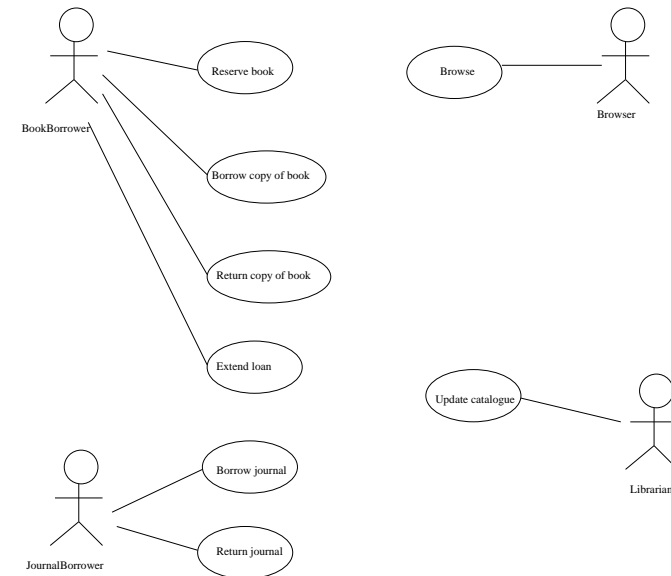 Reserve book
Browse
Browser
BookBorrower
Borrow copy of book
Return copy of book
Extend loan
Update catalogue
Borrow journal
Librarian
Return journal
JournalBorrower